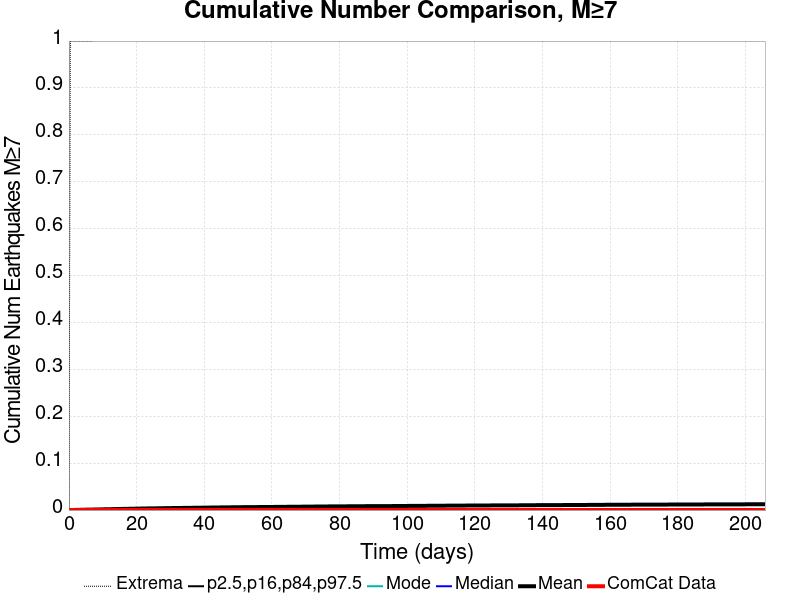 Cumulative Number Comparison, M≥7
Cumulative Num Earthquakes M≥7
1
0.9
0.8
0.7
0.6
0.5
0.4
0.3
0.2
0.1
0
0 20 40 60 80 100 120 140 160 180 200
Time (days)
Extrema p2.5,p16,p84,p97.5 Mode Median Mean ComCat Data